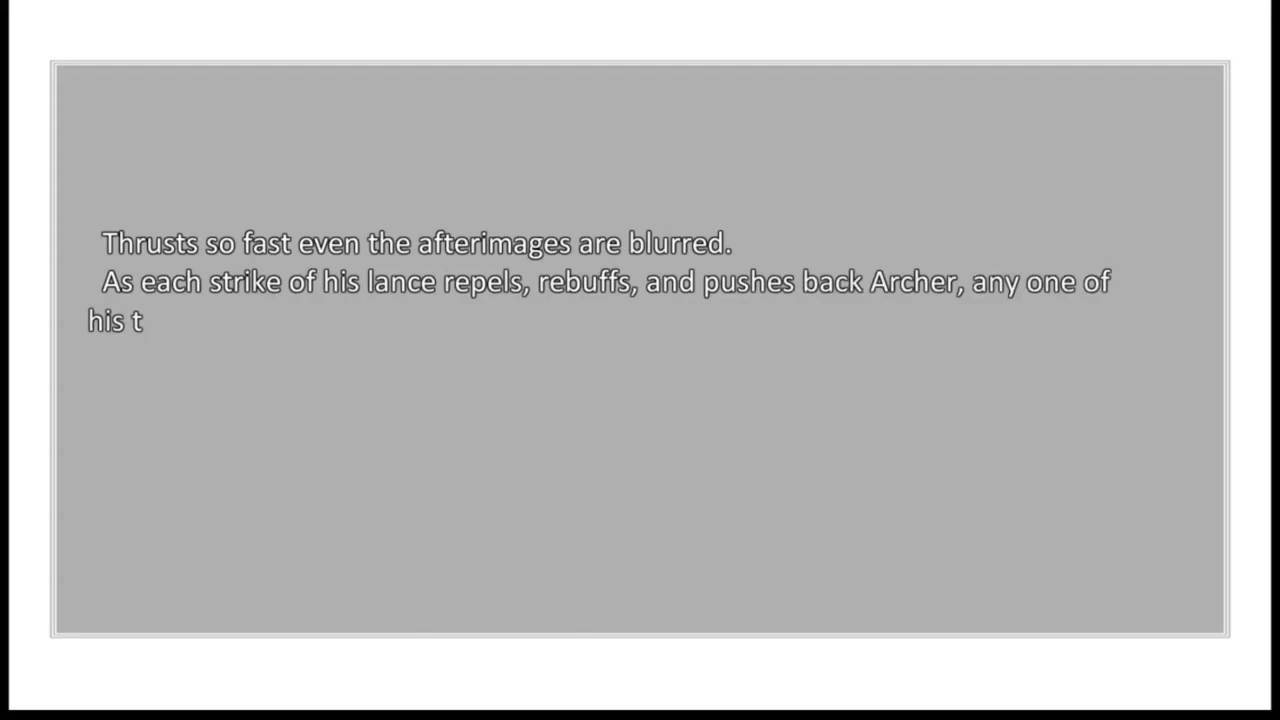 Thrusts so fast even the afterimages are blurred.
As each strike of his lance repels, rebuffs, and pushes back Archer, any one of
his t